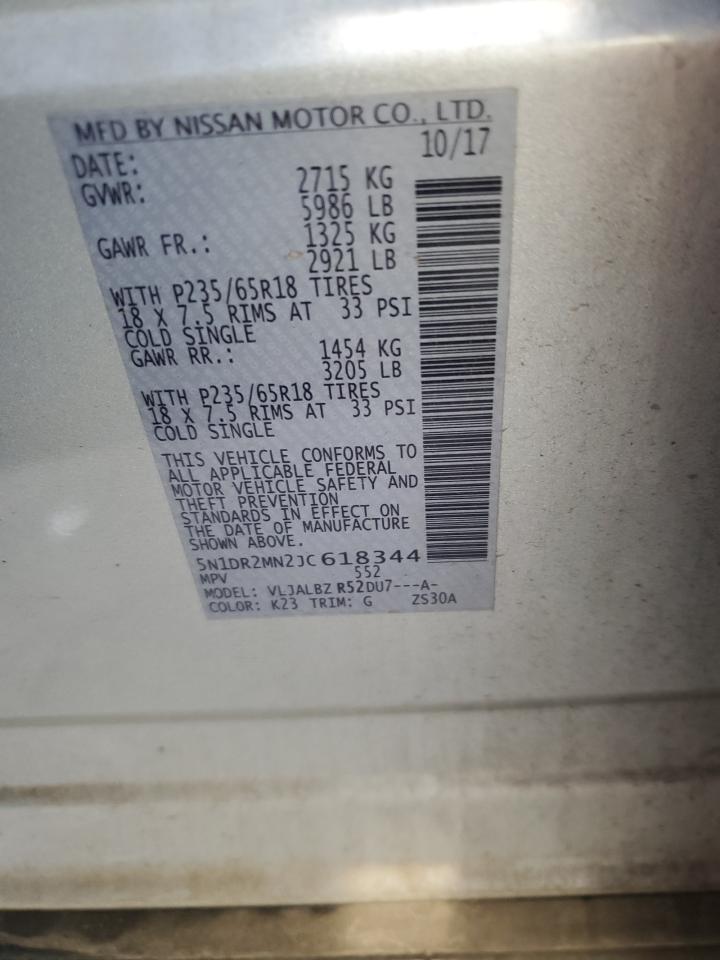 MFD BY NISSAN MOTOR CO., LTD.
DATE: 10/17
GVWR: 2715 KG
5986 LB
GAWR FR.: 1325 KG
2921 LB
WITH P235/65R18 TIRES
18 X 7.5 RIMS AT 33 PSI
COLD SINGLE
GAWR RR.: 1454 KG
3205 LB
WITH P235/65R18 TIRES
18 X 7.5 RIMS AT 33 PSI
COLD SINGLE
THIS VEHICLE CONFORMS TO
ALL APPLICABLE FEDERAL
MOTOR VEHICLE SAFETY AND
THEFT PREVENTION
STANDARDS IN EFFECT ON
THE DATE OF MANUFACTURE
SHOWN ABOVE.
5N1DR2MN2JC618344
MPV 552
MODEL: VLJALBZ R52DU7---A-
COLOR: K23 TRIM: G ZS30A